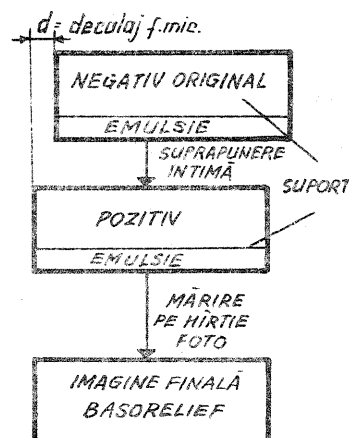 d = decalaj f. mic.
NEGATIV ORIGINAL
EMULSIE
SUPRAPUNERE
INTIMĂ
SUPORT
POZITIV
EMULSIE
MĂRIRE
PE HÎRTIE
FOTO
IMAGINE FINALĂ
BASORELIEF